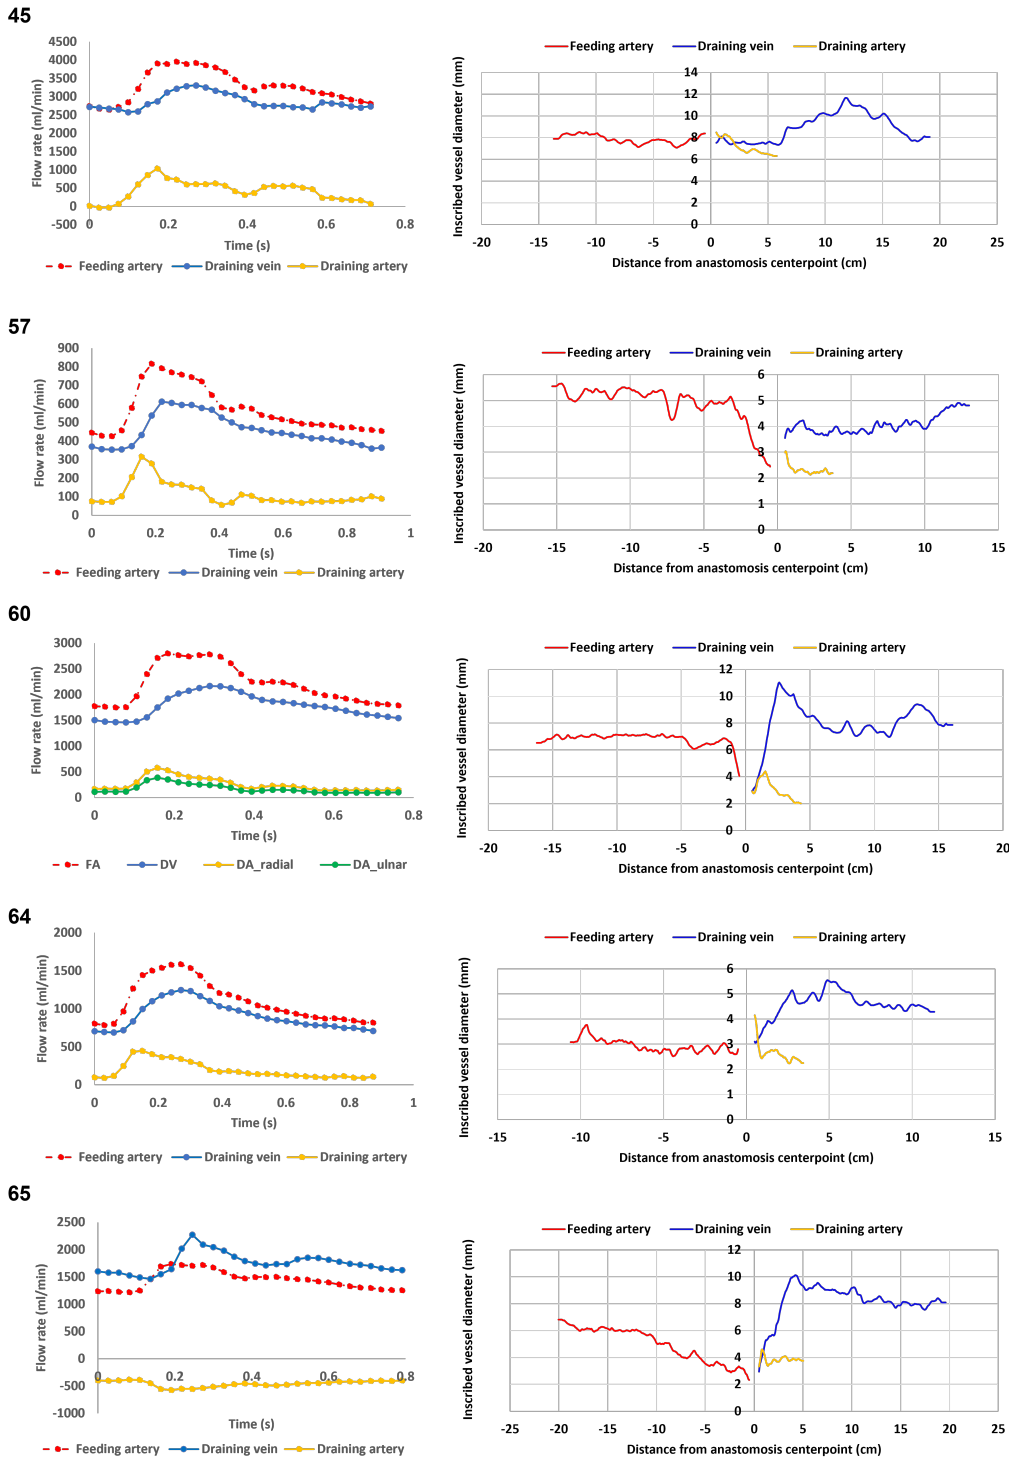 45
4500
4000
3500
3000
2500
2000
1500
1000
500
0
-500
Flow rate (ml/min)
0 0.2 0.4 0.6 0.8
Time (s)
Feeding artery Draining vein Draining artery
Feeding artery Draining vein Draining artery
14
12
10
8
6
4
2
0
Inscribed vessel diameter (mm)
-20 -15 -10 -5 0 5 10 15 20 25
Distance from anastomosis centerpoint (cm)
57
900
800
700
600
500
400
300
200
100
0
Flow rate (ml/min)
0 0.2 0.4 0.6 0.8 1
Time (s)
Feeding artery Draining vein Draining artery
Feeding artery Draining vein Draining artery
6
5
4
3
2
1
0
Inscribed vessel diameter (mm)
-20 -15 -10 -5 0 5 10 15
Distance from anastomosis centerpoint (cm)
60
3000
2500
2000
1500
1000
500
0
Flow rate (ml/min)
0 0.2 0.4 0.6 0.8
Time (s)
FA DV DA_radial DA_ulnar
Feeding artery Draining vein Draining artery
12
10
8
6
4
2
0
Inscribed vessel diameter (mm)
-20 -15 -10 -5 0 5 10 15 20
Distance from anastomosis centerpoint (cm)
64
2000
1500
1000
500
0
Flow rate (ml/min)
0 0.2 0.4 0.6 0.8 1
Time (s)
Feeding artery Draining vein Draining artery
Feeding artery Draining vein Draining artery
6
5
4
3
2
1
0
Inscribed vessel diameter (mm)
-15 -10 -5 0 5 10 15
Distance from anastomosis centerpoint (cm)
65
2500
2000
1500
1000
500
0
-500
-1000
Flow rate (ml/min)
0 0.2 0.4 0.6 0.8
Time (s)
Feeding artery Draining vein Draining artery
Feeding artery Draining vein Draining artery
12
10
8
6
4
2
0
Inscribed vessel diameter (mm)
-25 -20 -15 -10 -5 0 5 10 15 20 25
Distance from anastomosis centerpoint (cm)